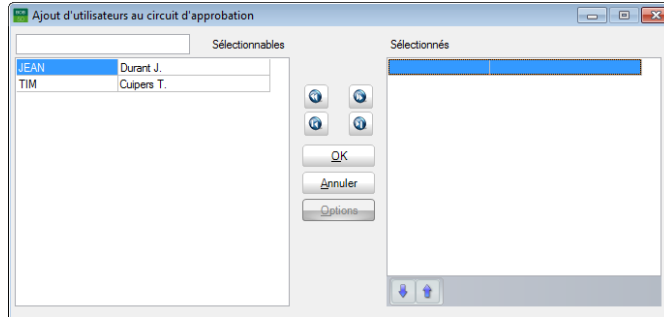 Ajout d'utilisateurs au circuit d'approbation
Sélectionnables
Sélectionnés
JEAN Durant J.
TIM Cuipers T.
OK
Annuler
Options